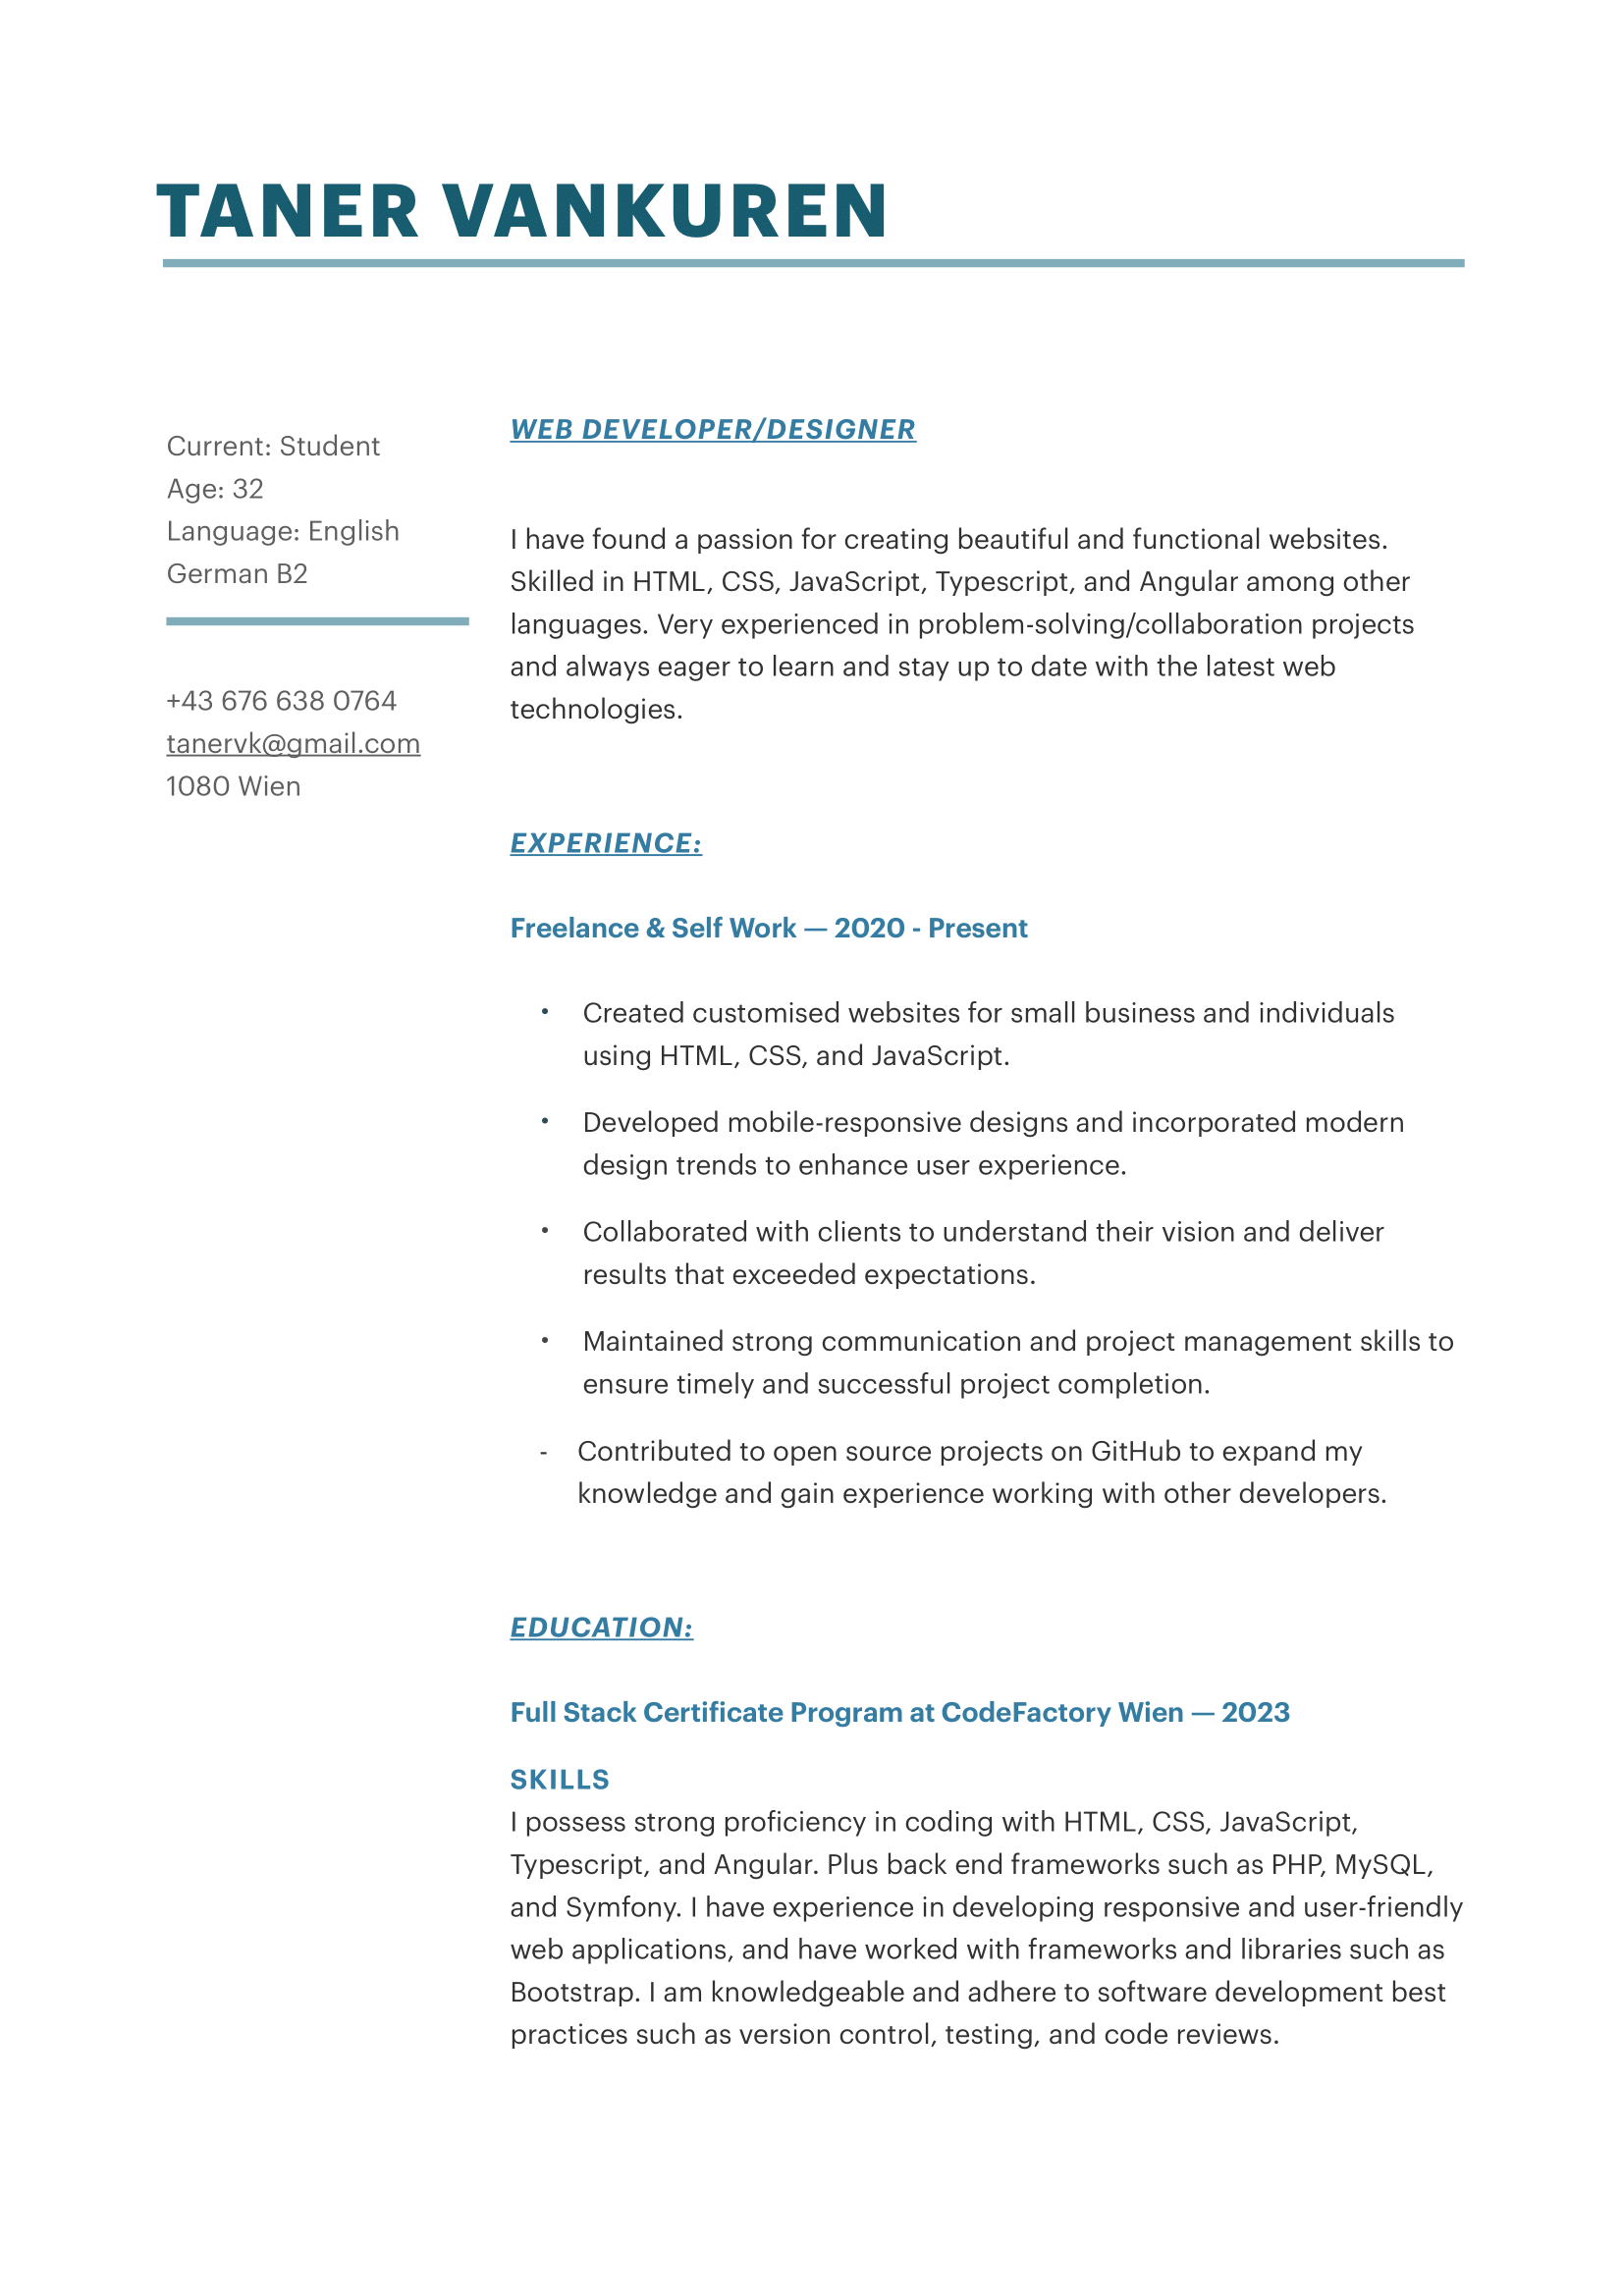 TANER VANKUREN
Current: Student
Age: 32
Language: English
German B2
+43 676 638 0764
tanervk@gmail.com
1080 Wien
WEB DEVELOPER/DESIGNER
I have found a passion for creating beautiful and functional websites.
Skilled in HTML, CSS, JavaScript, Typescript, and Angular among other
languages. Very experienced in problem-solving/collaboration projects
and always eager to learn and stay up to date with the latest web
technologies.
EXPERIENCE:
Freelance & Self Work — 2020 - Present
• Created customised websites for small business and individuals
using HTML, CSS, and JavaScript.
• Developed mobile-responsive designs and incorporated modern
design trends to enhance user experience.
• Collaborated with clients to understand their vision and deliver
results that exceeded expectations.
• Maintained strong communication and project management skills to
ensure timely and successful project completion.
- Contributed to open source projects on GitHub to expand my
knowledge and gain experience working with other developers.
EDUCATION:
Full Stack Certificate Program at CodeFactory Wien — 2023
SKILLS
I possess strong proficiency in coding with HTML, CSS, JavaScript,
Typescript, and Angular. Plus back end frameworks such as PHP, MySQL,
and Symfony. I have experience in developing responsive and user-friendly
web applications, and have worked with frameworks and libraries such as
Bootstrap. I am knowledgeable and adhere to software development best
practices such as version control, testing, and code reviews.